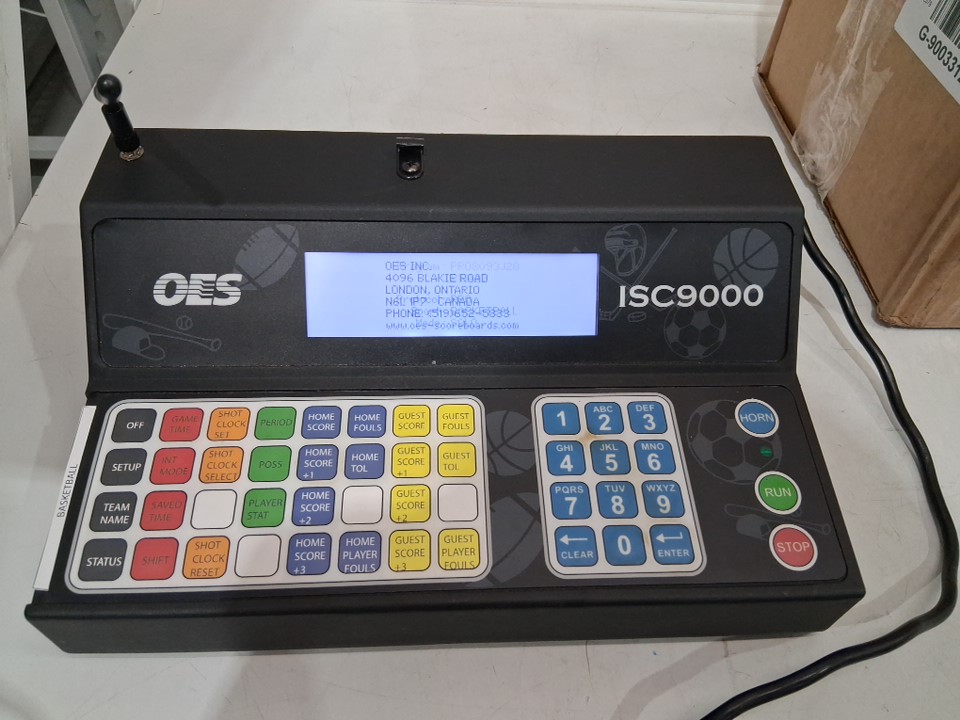 G-900331
OES
OES INC.
4096 BLAKIE ROAD
LONDON, ONTARIO
N6L 1P7 CANADA
PHONE: (519)652-5833
www.oes-scoreboards.com
ISC9000
BASKETBALL
OFF
GAME TIME
SHOT CLOCK SET
PERIOD
HOME SCORE
HOME FOULS
GUEST SCORE
GUEST FOULS
SETUP
INT MODE
SHOT CLOCK SELECT
POSS
HOME SCORE +1
HOME TOL
GUEST SCORE +1
GUEST TOL
TEAM NAME
SAVED TIME
PLAYER STAT
HOME SCORE +2
GUEST SCORE +2
STATUS
SHIFT
SHOT CLOCK RESET
HOME SCORE +3
HOME PLAYER FOULS
GUEST SCORE +3
GUEST PLAYER FOULS
1
ABC 2
DEF 3
GHI 4
JKL 5
MNO 6
PQRS 7
TUV 8
WXYZ 9
CLEAR
0
ENTER
HORN
RUN
STOP